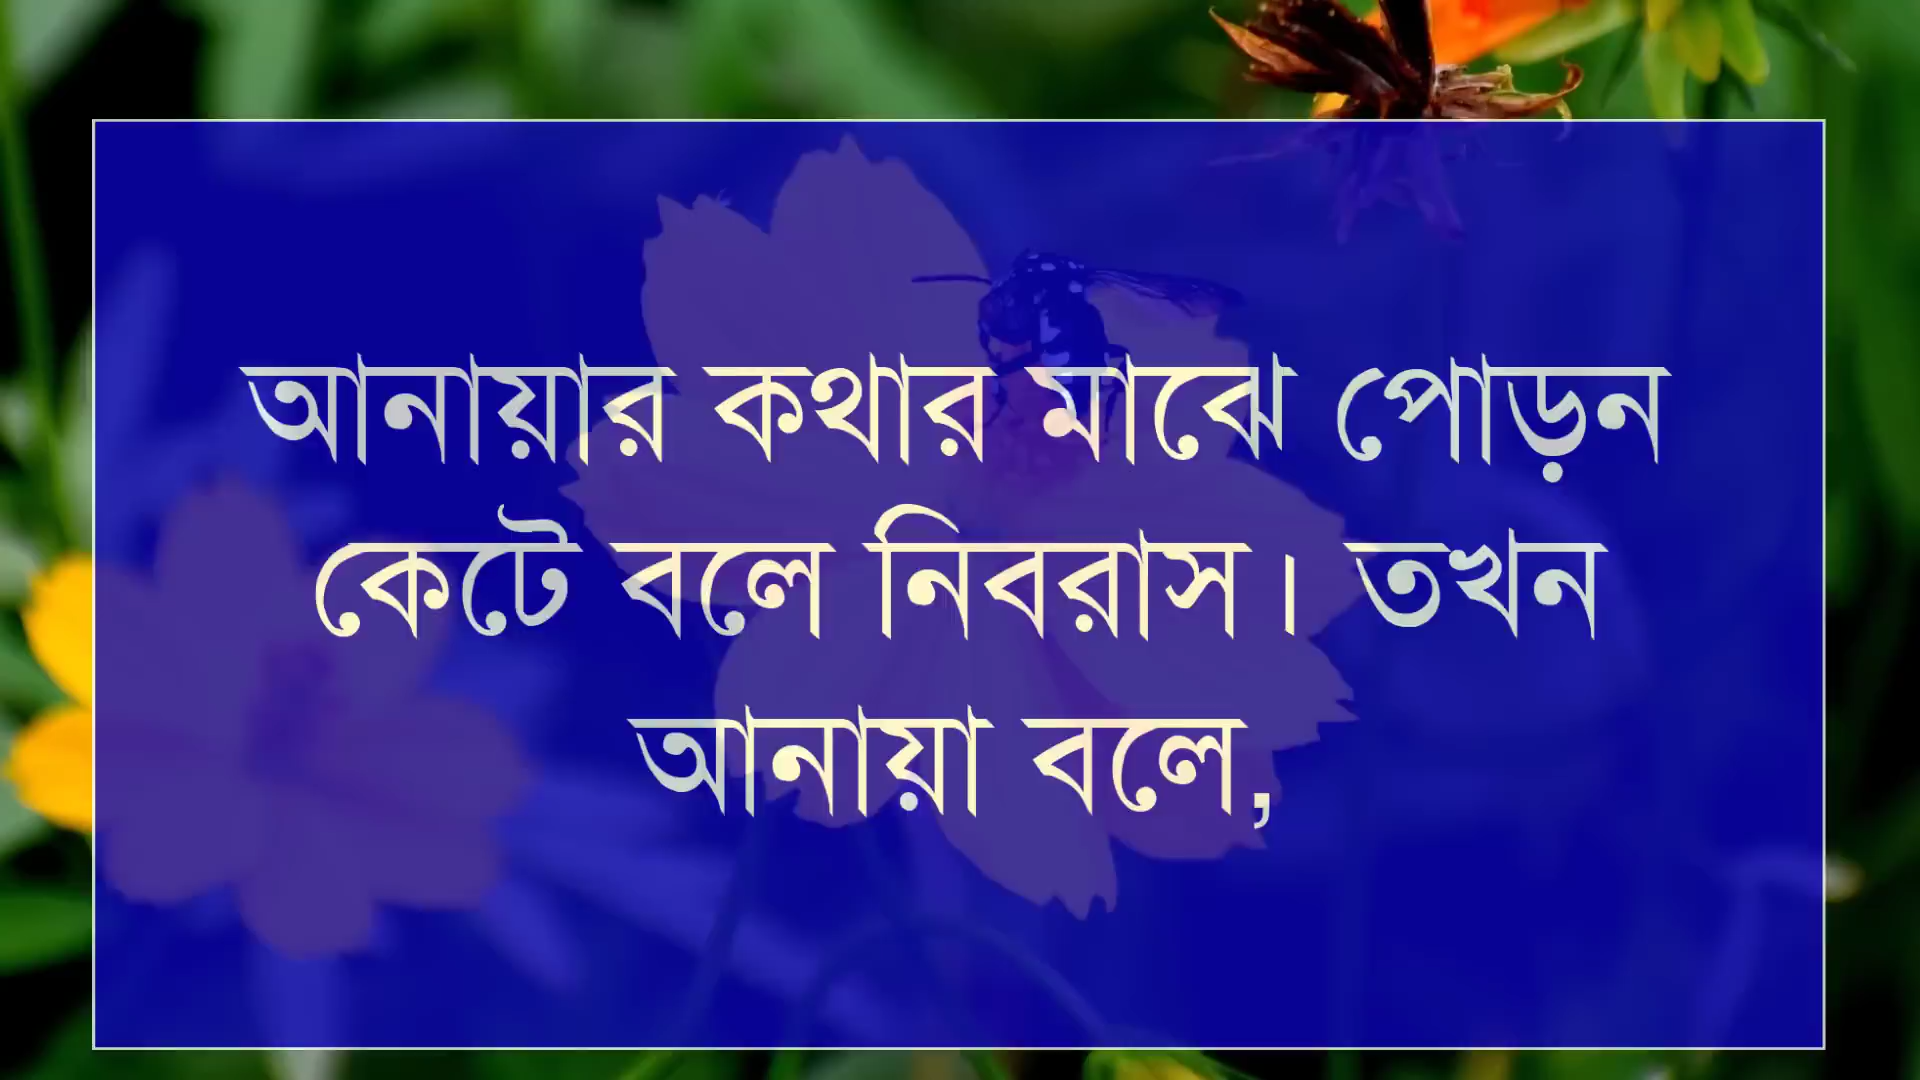 আনায়ার কথার মাঝে পোড়ন
কেটে বলে নিবরাস। তখন
আনায়া বলে,